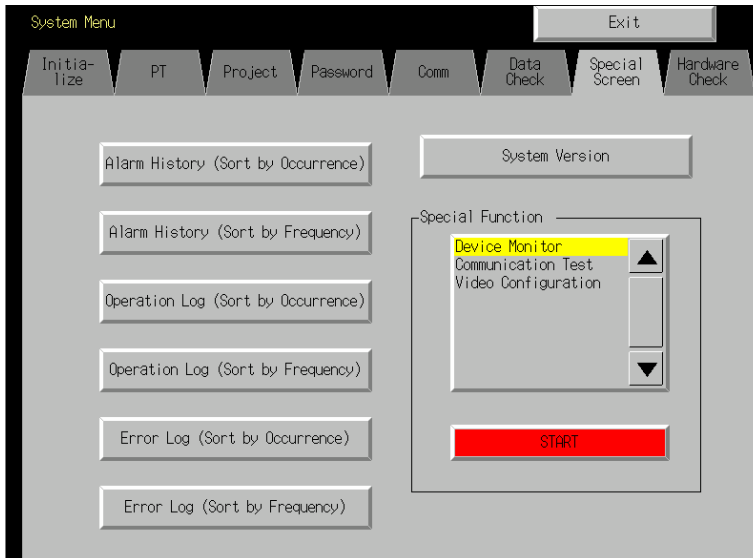 System Menu
Exit
Initia-
lize
PT
Project
Password
Comm
Data
Check
Special
Screen
Hardware
Check
Alarm History (Sort by Occurrence)
System Version
Alarm History (Sort by Frequency)
Special Function
Device Monitor
Communication Test
Video Configuration
Operation Log (Sort by Occurrence)
Operation Log (Sort by Frequency)
START
Error Log (Sort by Occurrence)
Error Log (Sort by Frequency)